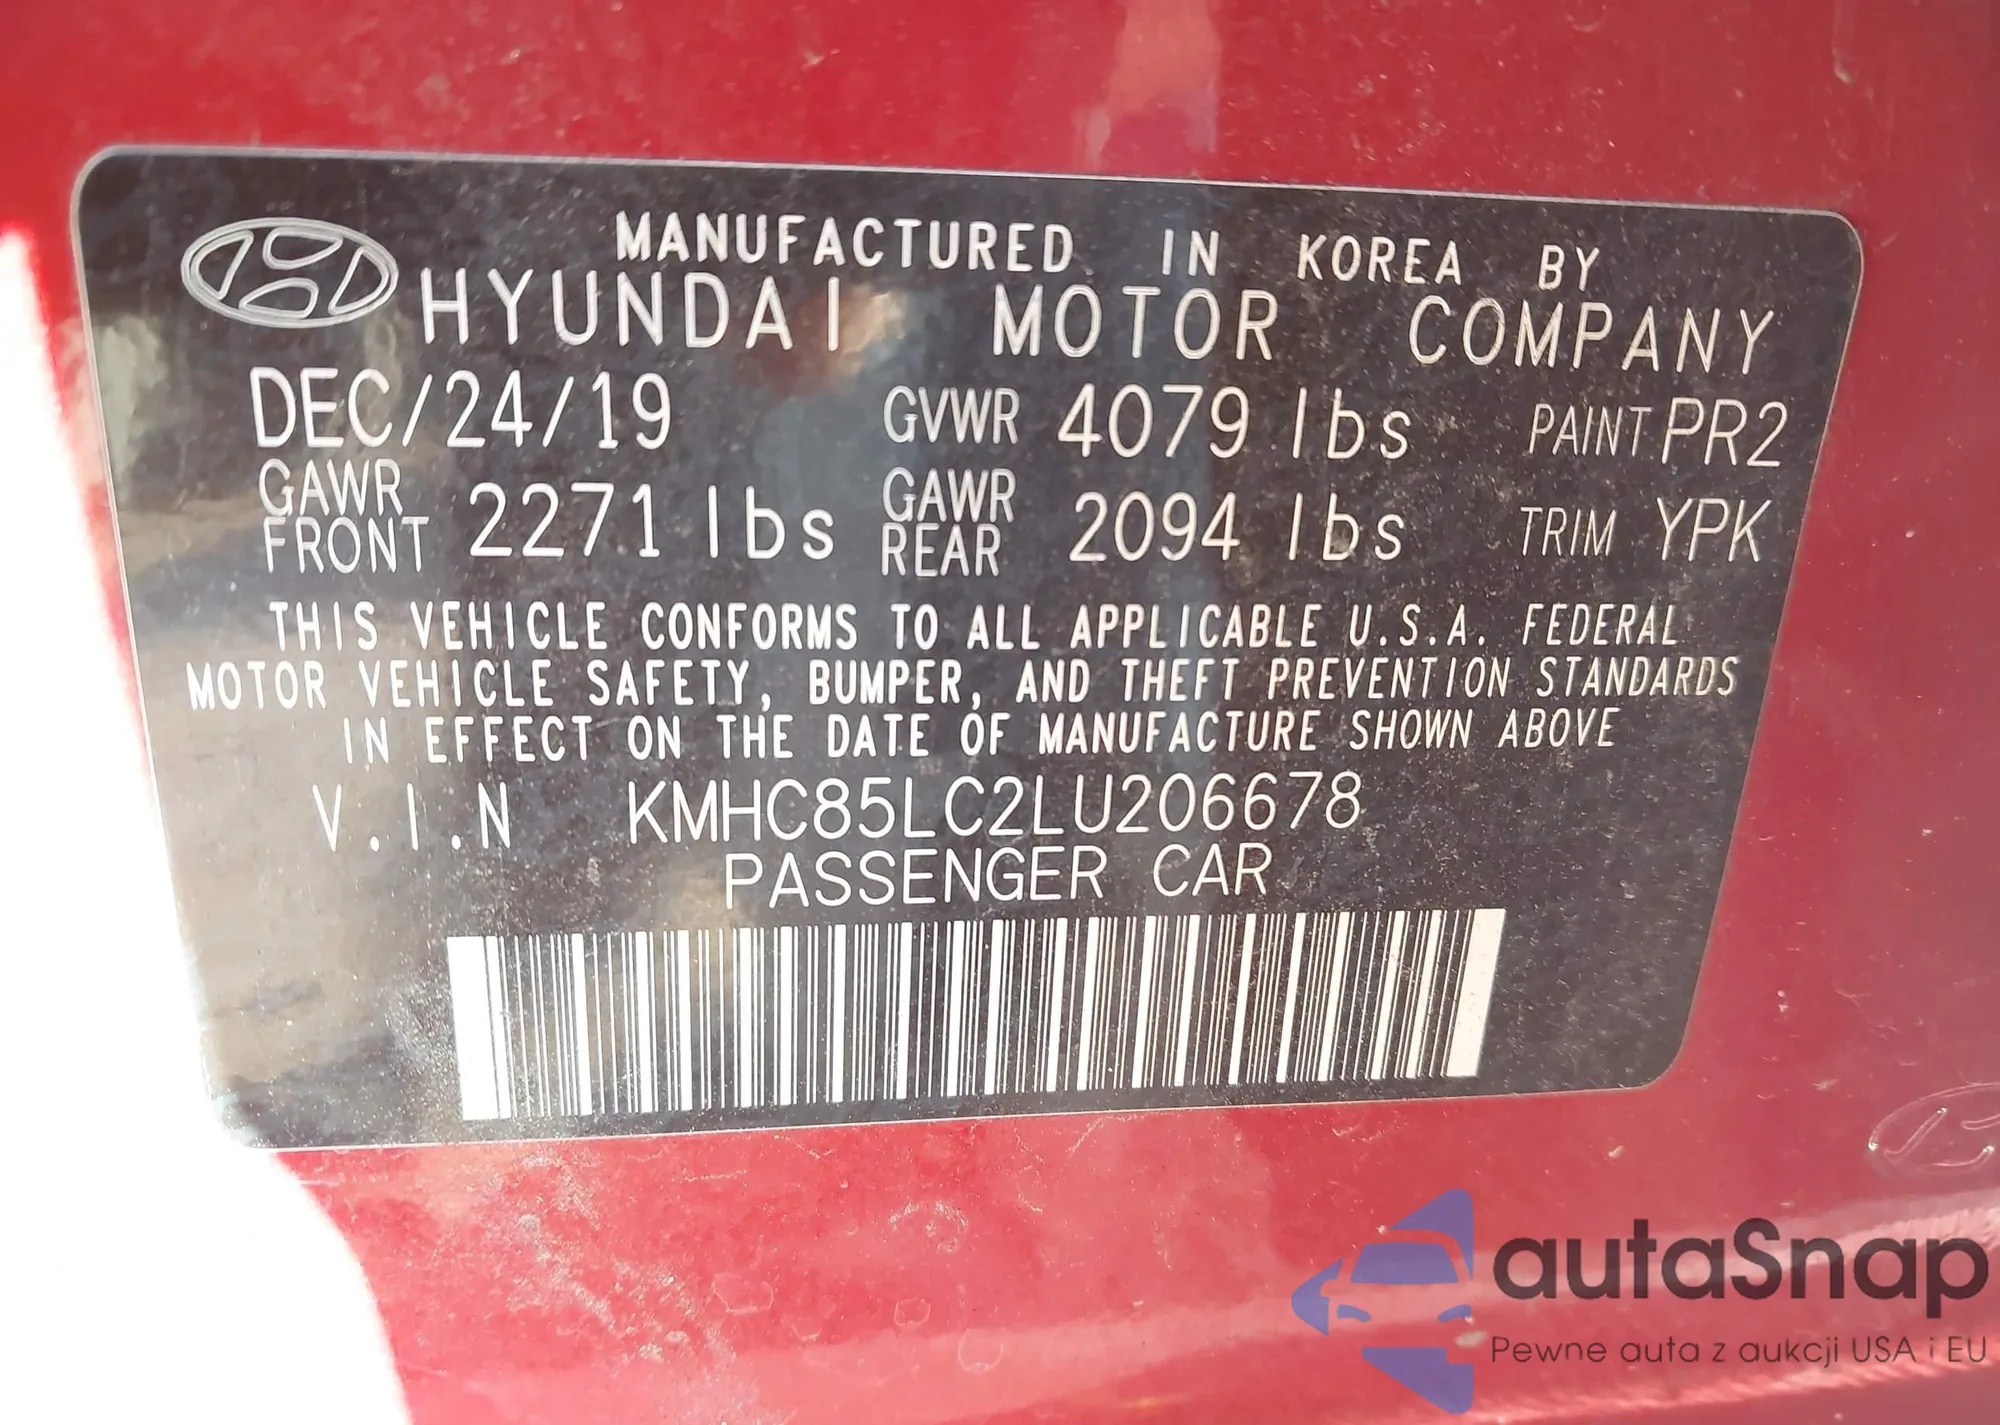 MANUFACTURED IN KOREA BY
HYUNDAI MOTOR COMPANY
DEC/24/19 GVWR 4079 lbs PAINT PR2
GAWR FRONT 2271 lbs GAWR REAR 2094 lbs TRIM YPK
THIS VEHICLE CONFORMS TO ALL APPLICABLE U.S.A. FEDERAL
MOTOR VEHICLE SAFETY, BUMPER, AND THEFT PREVENTION STANDARDS
IN EFFECT ON THE DATE OF MANUFACTURE SHOWN ABOVE
V.I.N KMHC85LC2LU206678
PASSENGER CAR
autaSnap
Pewne auta z aukcji USA i EU